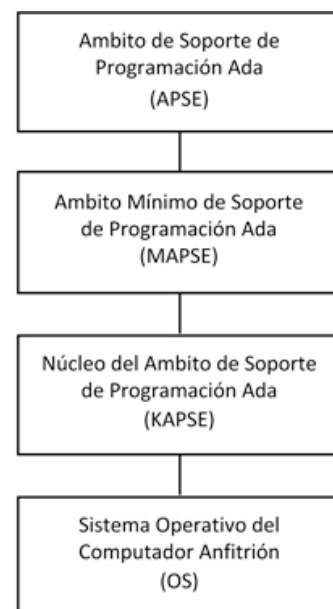 Ambito de Soporte de
Programación Ada
(APSE)
Ambito Mínimo de Soporte
de Programación Ada
(MAPSE)
Núcleo del Ambito de Soporte
de Programación Ada
(KAPSE)
Sistema Operativo del
Computador Anfitrión
(OS)